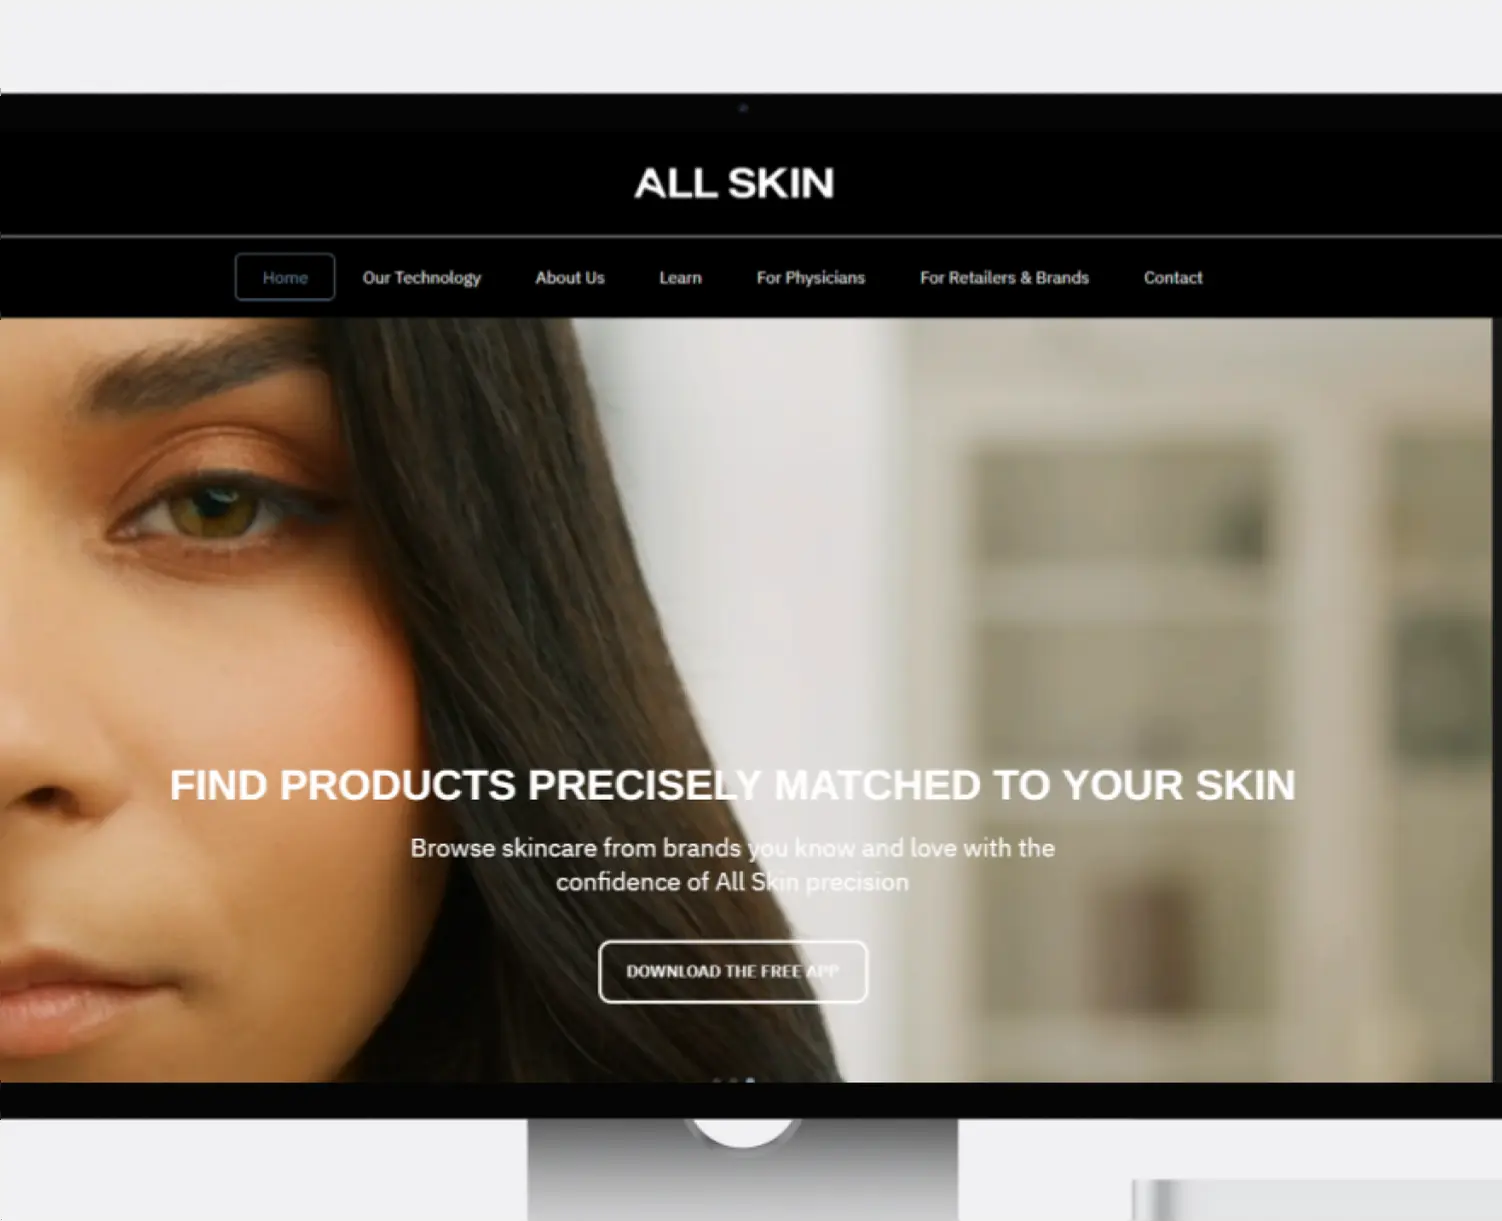 ALL SKIN
Home Our Technology About Us Learn For Physicians For Retailers & Brands Contact
FIND PRODUCTS PRECISELY MATCHED TO YOUR SKIN
Browse skincare from brands you know and love with the
confidence of All Skin precision
DOWNLOAD THE FREE APP